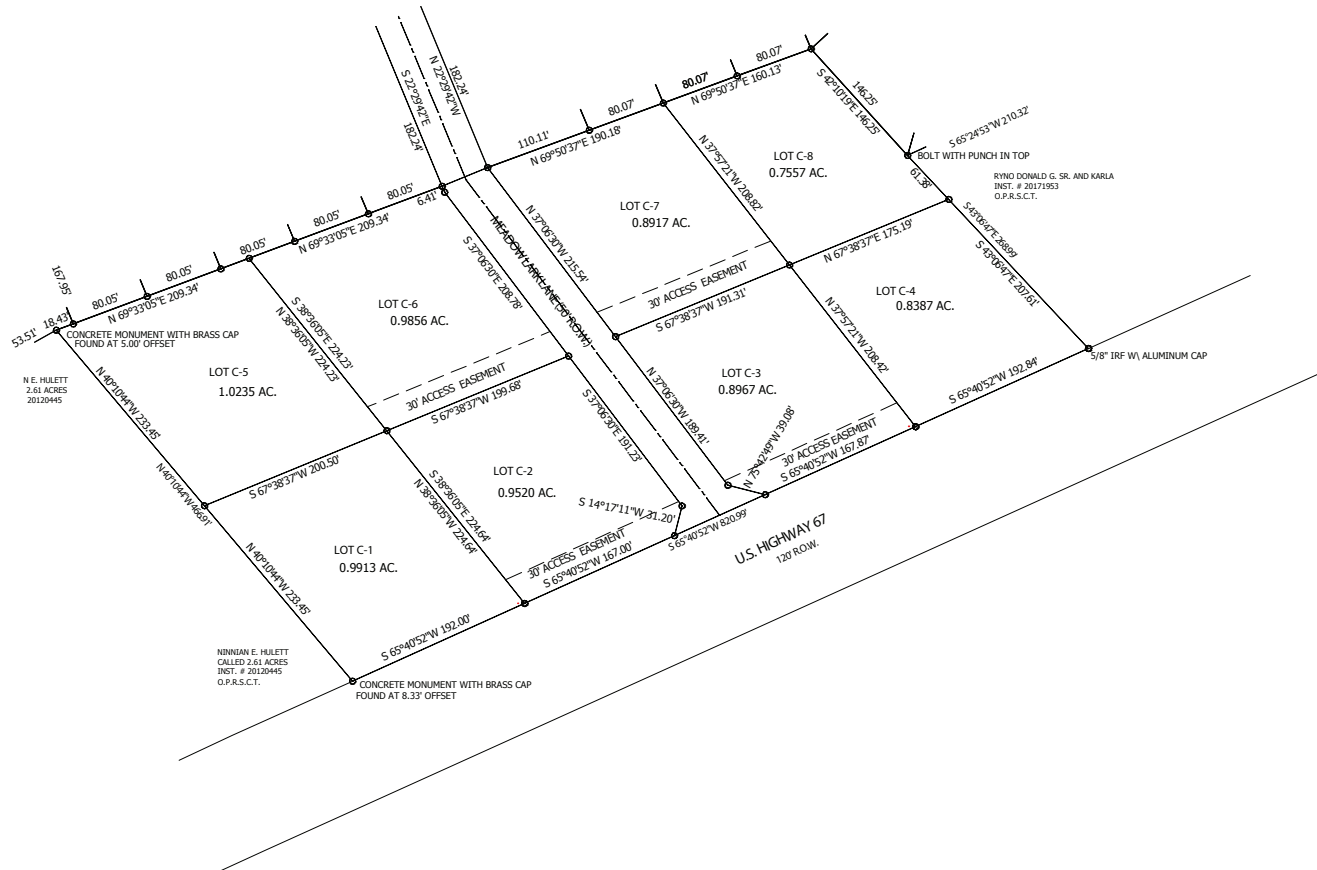 S 22°29'42"E
182.24'
N 22°29'42"W
182.24'
80.07'
80.07'
N 69°50'37"E 160.13'
80.07'
110.11'
N 69°50'37"E 190.18'
S 42°10'19"E 146.25'
146.25'
S 65°24'53"W 210.32'
BOLT WITH PUNCH IN TOP
61.38'
RYNO DONALD G. SR. AND KARLA
INST. # 20171953
O.P.R.S.C.T.
LOT C-8
0.7557 AC.
N 37°57'21"W 208.82'
LOT C-7
0.8917 AC.
N 37°06'30"W 215.54'
30' ACCESS EASEMENT
S 67°38'37"W 191.31'
N 67°38'37"E 175.19'
S 43°06'47"E 268.99'
S 43°06'47"E 207.61'
6.41'
80.05'
80.05'
N 69°33'05"E 209.34'
80.05'
80.05'
80.05'
N 69°33'05"E 209.34'
18.43'
167.95'
53.51'
CONCRETE MONUMENT WITH BRASS CAP
FOUND AT 5.00' OFFSET
MEADOW LARK LANE (50' R.O.W.)
S 37°06'30"E 208.78'
LOT C-6
0.9856 AC.
S 38°36'05"E 224.23'
N 38°36'05"W 224.23'
30' ACCESS EASEMENT
S 67°38'37"W 199.68'
LOT C-5
1.0235 AC.
N E. HULETT
2.61 ACRES
20120445
N 40°10'44"W 233.45'
N 40°10'44"W 466.91'
S 67°38'37"W 200.50'
LOT C-4
0.8387 AC.
N 37°57'21"W 208.42'
S 65°40'52"W 192.84'
5/8" IRF W\ ALUMINUM CAP
LOT C-3
0.8967 AC.
N 37°06'30"W 189.41'
N 75°42'49"W 39.08'
30' ACCESS EASEMENT
S 65°40'52"W 167.87'
S 37°06'30"E 191.23'
LOT C-2
0.9520 AC.
S 14°17'11"W 31.20'
S 38°36'05"E 224.64'
N 38°36'05"W 224.64'
30' ACCESS EASEMENT
S 65°40'52"W 167.00'
S 65°40'52"W 820.99'
U.S. HIGHWAY 67
120' R.O.W.
LOT C-1
0.9913 AC.
N 40°10'44"W 233.45'
S 65°40'52"W 192.00'
NINNIAN E. HULETT
CALLED 2.61 ACRES
INST. # 20120445
O.P.R.S.C.T.
CONCRETE MONUMENT WITH BRASS CAP
FOUND AT 8.33' OFFSET